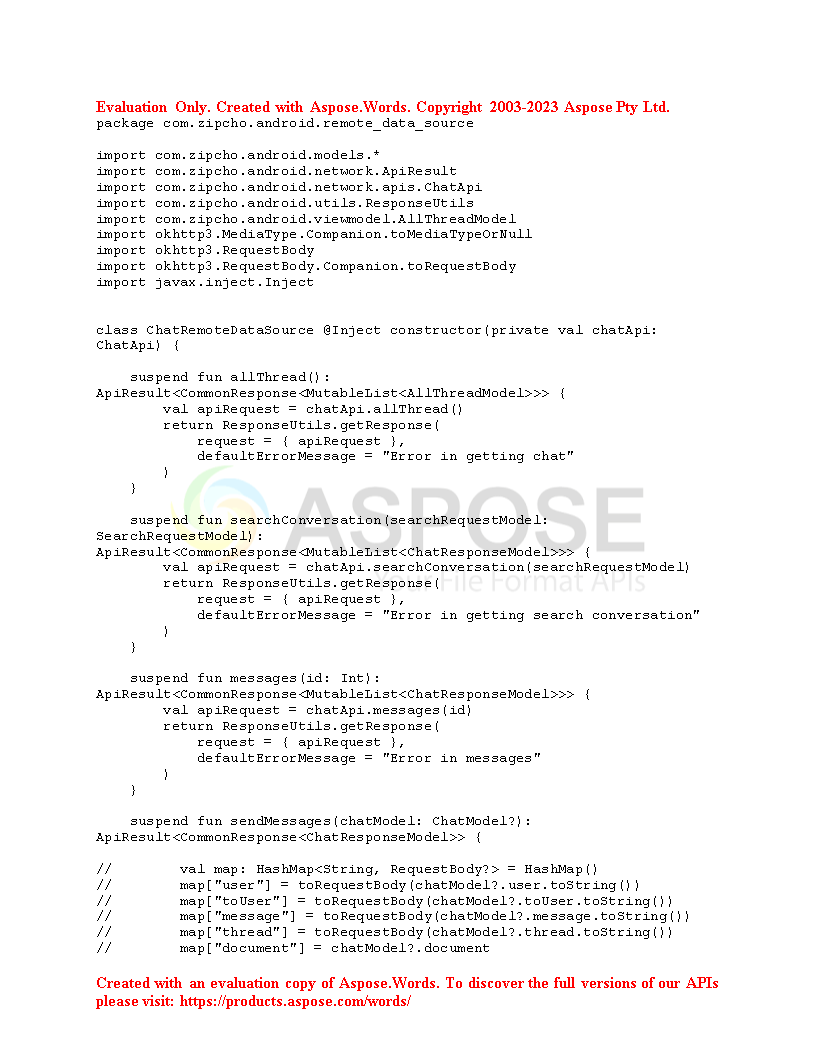 Evaluation Only. Created with Aspose.Words. Copyright 2003-2023 Aspose Pty Ltd.
package com.zipcho.android.remote_data_source
import com.zipcho.android.models.*
import com.zipcho.android.network.ApiResult
import com.zipcho.android.network.apis.ChatApi
import com.zipcho.android.utils.ResponseUtils
import com.zipcho.android.viewmodel.AllThreadModel
import okhttp3.MediaType.Companion.toMediaTypeOrNull
import okhttp3.RequestBody
import okhttp3.RequestBody.Companion.toRequestBody
import javax.inject.Inject
class ChatRemoteDataSource @Inject constructor(private val chatApi:
ChatApi) {
    suspend fun allThread():
ApiResult<CommonResponse<MutableList<AllThreadModel>>> {
        val apiRequest = chatApi.allThread()
        return ResponseUtils.getResponse(
            request = { apiRequest },
            defaultErrorMessage = "Error in getting chat"
        )
    }
ASPOSE
    suspend fun searchConversation(searchRequestModel:
SearchRequestModel):
ApiResult<CommonResponse<MutableList<ChatResponseModel>>> {
        val apiRequest = chatApi.searchConversation(searchRequestModel)
        return ResponseUtils.getResponse(
File Format APIs
            request = { apiRequest },
            defaultErrorMessage = "Error in getting search conversation"
        )
    }
    suspend fun messages(id: Int):
ApiResult<CommonResponse<MutableList<ChatResponseModel>>> {
        val apiRequest = chatApi.messages(id)
        return ResponseUtils.getResponse(
            request = { apiRequest },
            defaultErrorMessage = "Error in messages"
        )
    }
    suspend fun sendMessages(chatModel: ChatModel?):
ApiResult<CommonResponse<ChatResponseModel>> {
//        val map: HashMap<String, RequestBody?> = HashMap()
//        map["user"] = toRequestBody(chatModel?.user.toString())
//        map["toUser"] = toRequestBody(chatModel?.toUser.toString())
//        map["message"] = toRequestBody(chatModel?.message.toString())
//        map["thread"] = toRequestBody(chatModel?.thread.toString())
//        map["document"] = chatModel?.document
Created with an evaluation copy of Aspose.Words. To discover the full versions of our APIs
please visit: https://products.aspose.com/words/